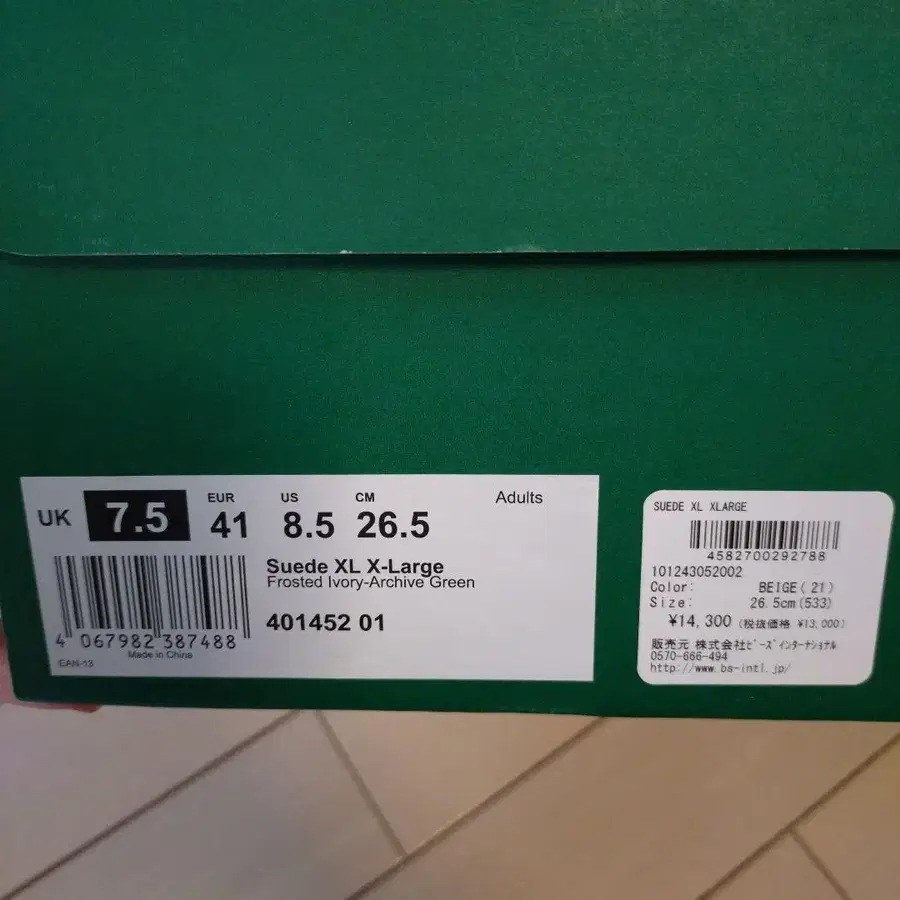 UK 7.5 EUR 41 US 8.5 CM 26.5 Adults
Suede XL X-Large
Frosted Ivory-Archive Green
401452 01
4 067982 387488
Made in China
EAN-13
SUEDE XL XLARGE
4582700292788
101243052002
Color: BEIGE(21)
Size: 26.5cm(533)
¥14,300 (税抜価格 ¥13,000)
販売元 株式会社ビーズインターナショナル
0570-666-494
http://www.bs-intl.jp/